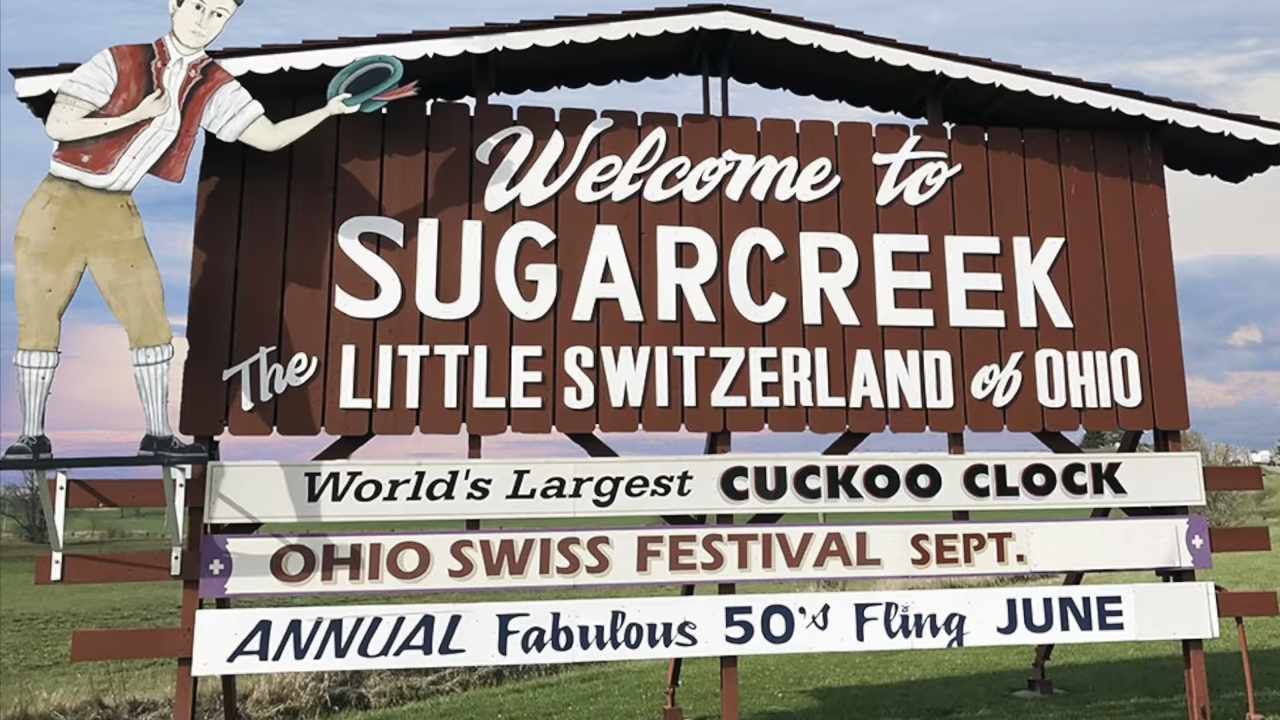 Welcome to
SUGARCREEK
The LITTLE SWITZERLAND of OHIO
World's Largest CUCKOO CLOCK
OHIO SWISS FESTIVAL SEPT.
ANNUAL Fabulous 50's Fling JUNE